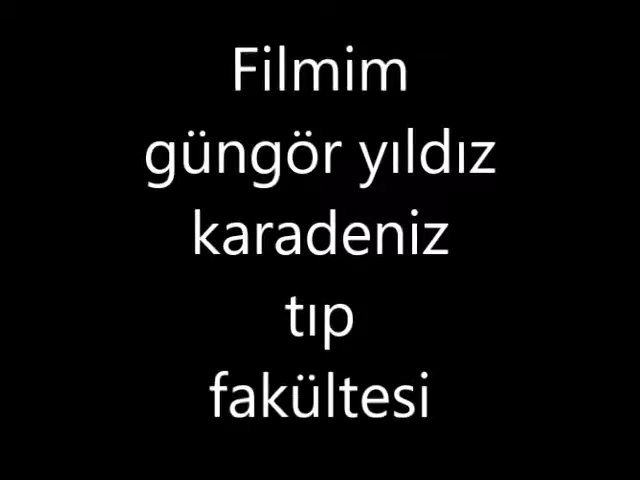 Filmim
güngör yıldız
karadeniz
tıp
fakültesi